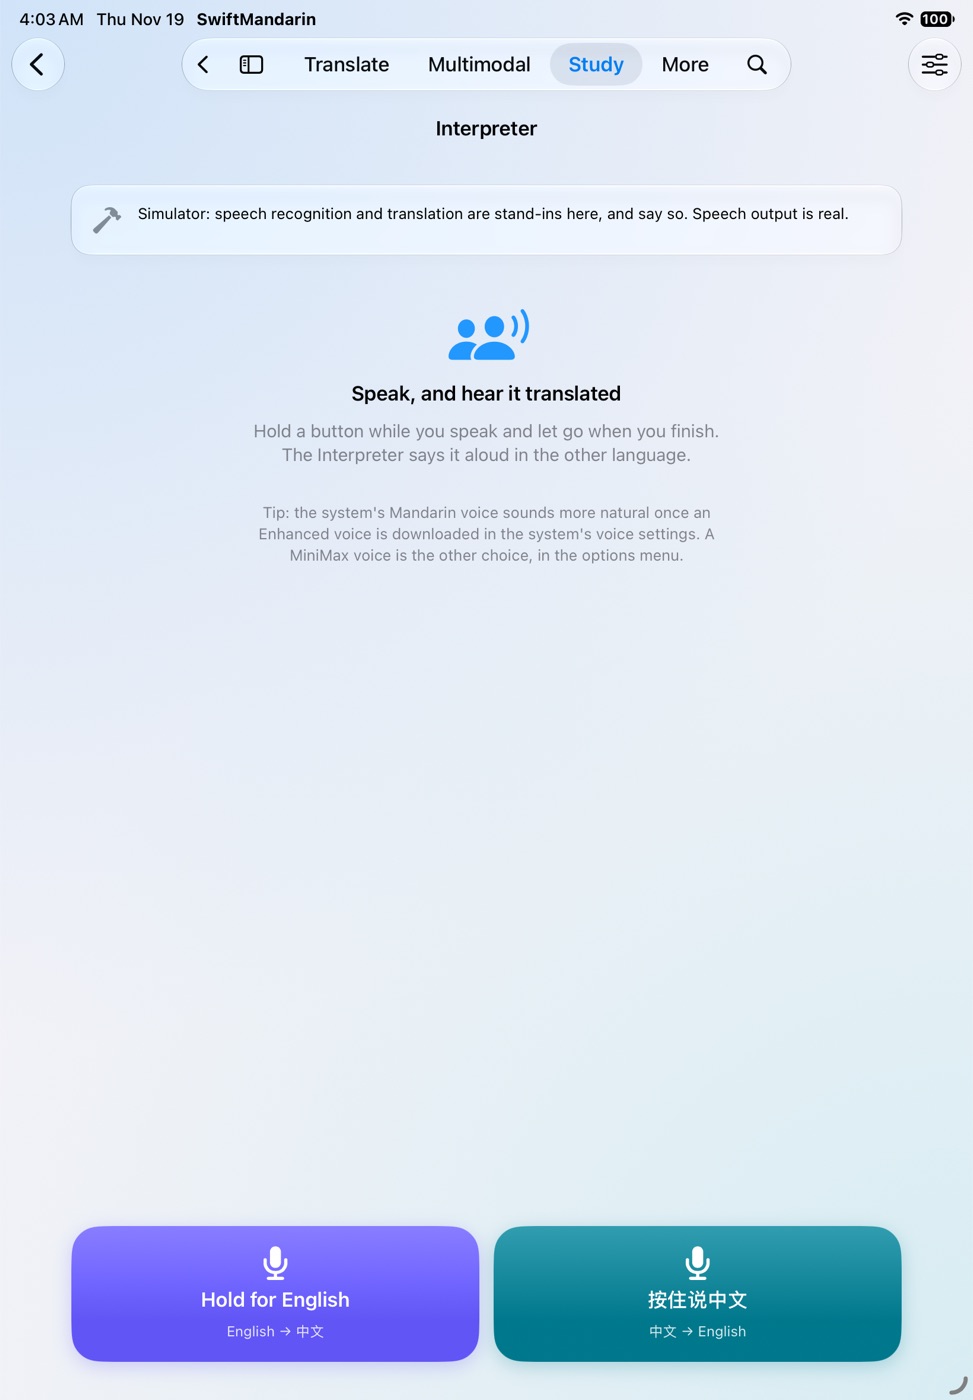 4:03 AM Thu Nov 19 SwiftMandarin
100
Translate Multimodal Study More
Interpreter
Simulator: speech recognition and translation are stand-ins here, and say so. Speech output is real.
Speak, and hear it translated
Hold a button while you speak and let go when you finish.
The Interpreter says it aloud in the other language.
Tip: the system's Mandarin voice sounds more natural once an
Enhanced voice is downloaded in the system's voice settings. A
MiniMax voice is the other choice, in the options menu.
Hold for English
English → 中文
按住说中文
中文 → English